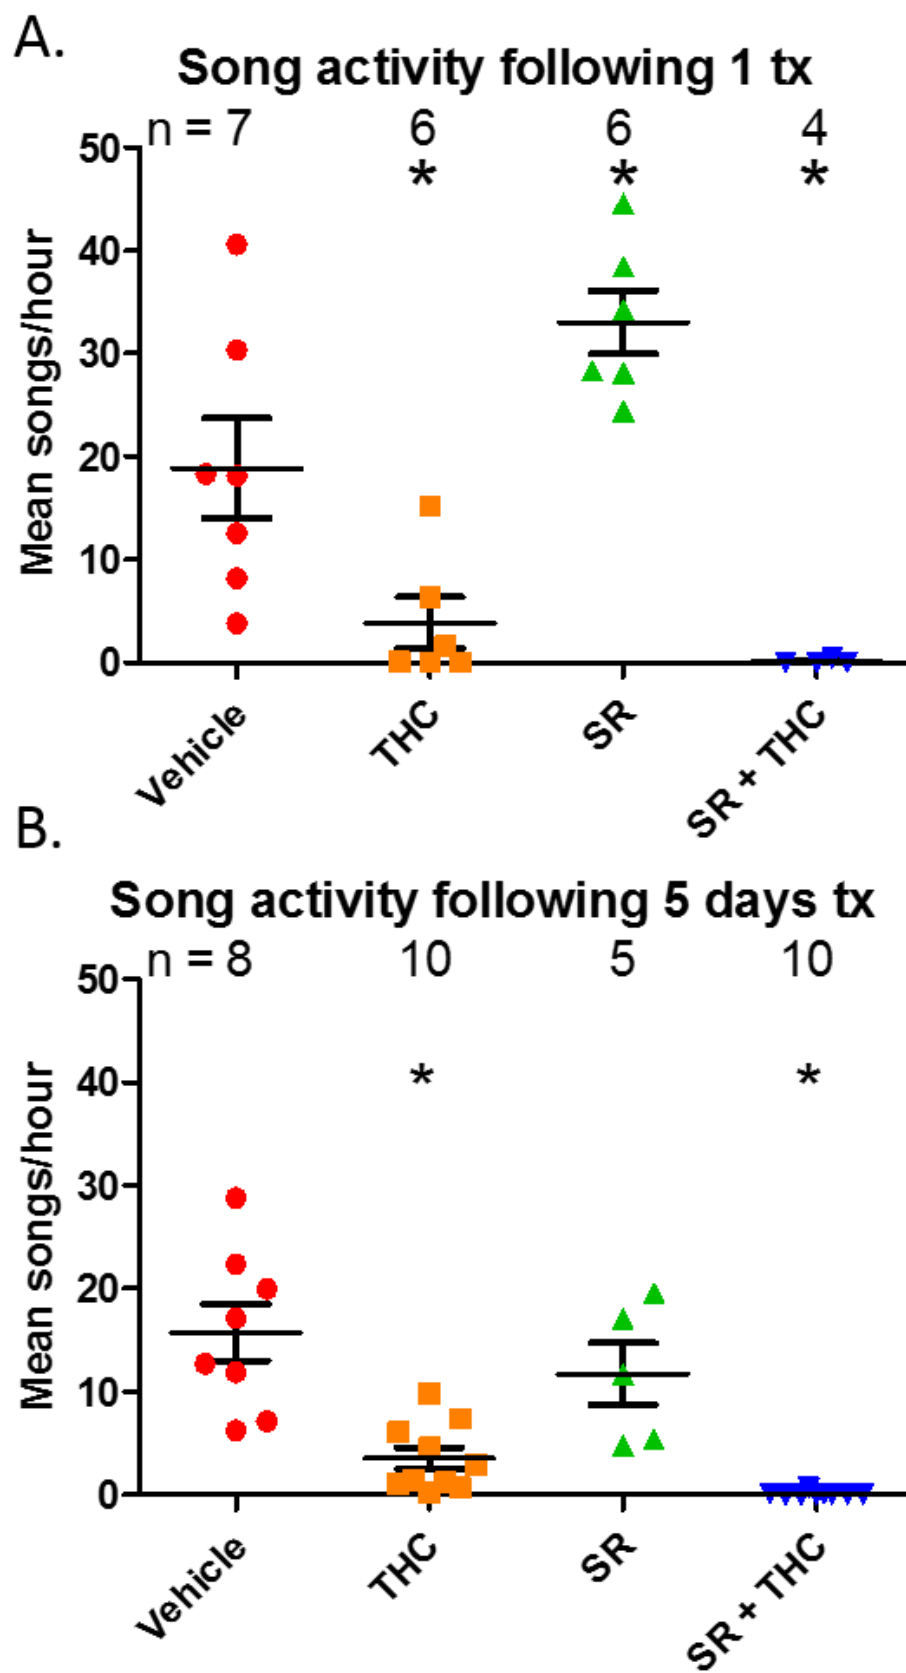 A.
Song activity following 1 tx
n = 7 6 6 4
* * *
50
40
30
20
10
0
Mean songs/hour
Vehicle THC SR SR + THC
B.
Song activity following 5 days tx
n = 8 10 5 10
* *
50
40
30
20
10
0
Mean songs/hour
Vehicle THC SR SR + THC